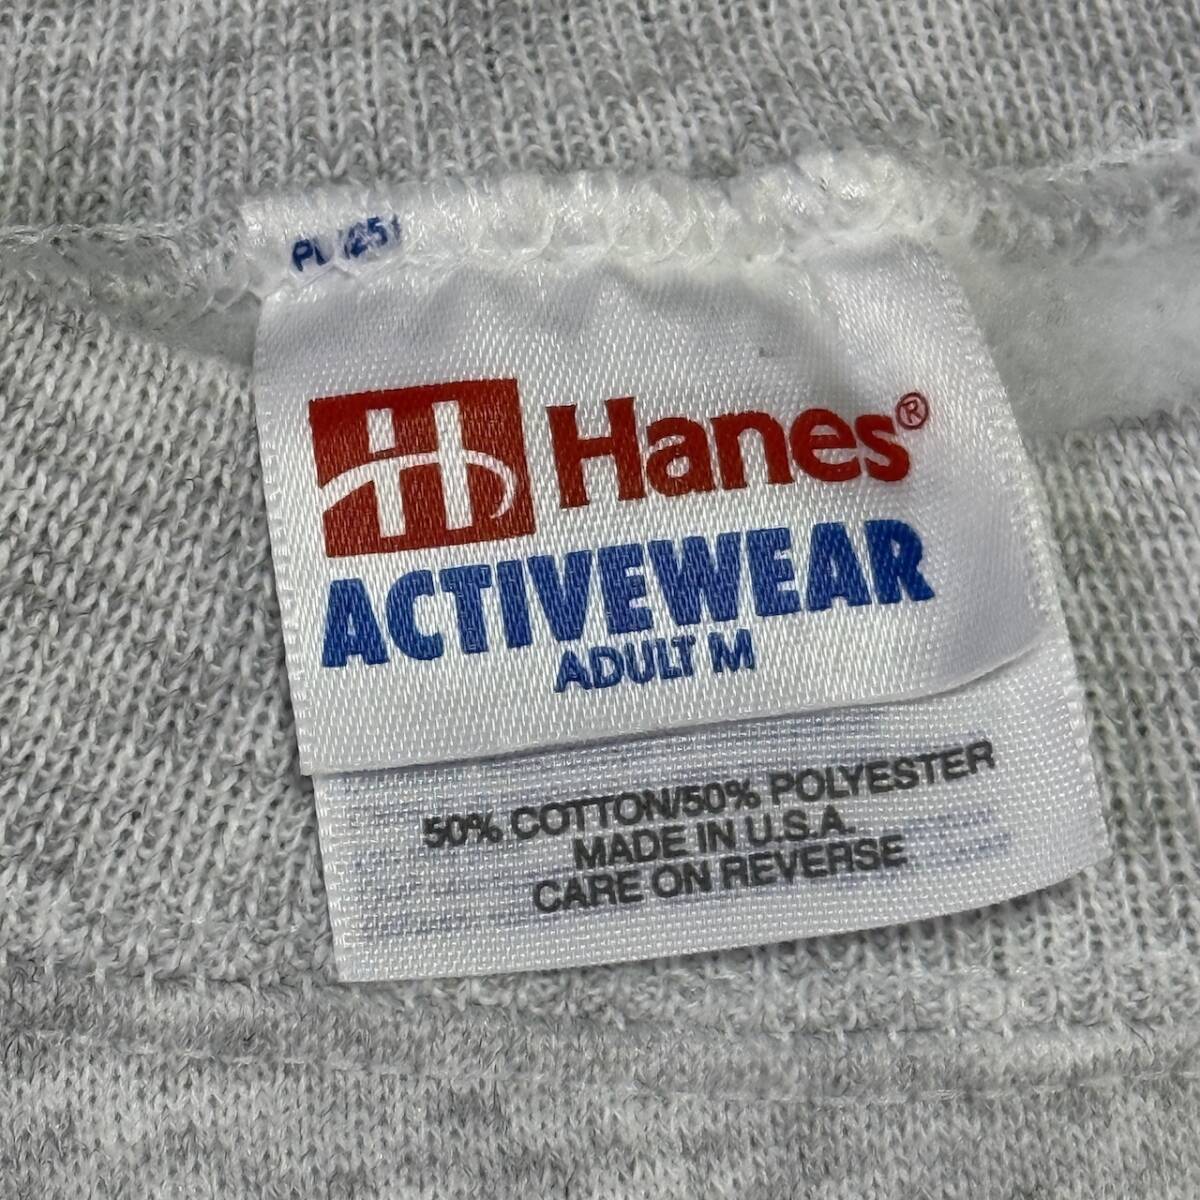 Hanes®
ACTIVEWEAR
ADULT M
50% COTTON/50% POLYESTER
MADE IN U.S.A.
CARE ON REVERSE